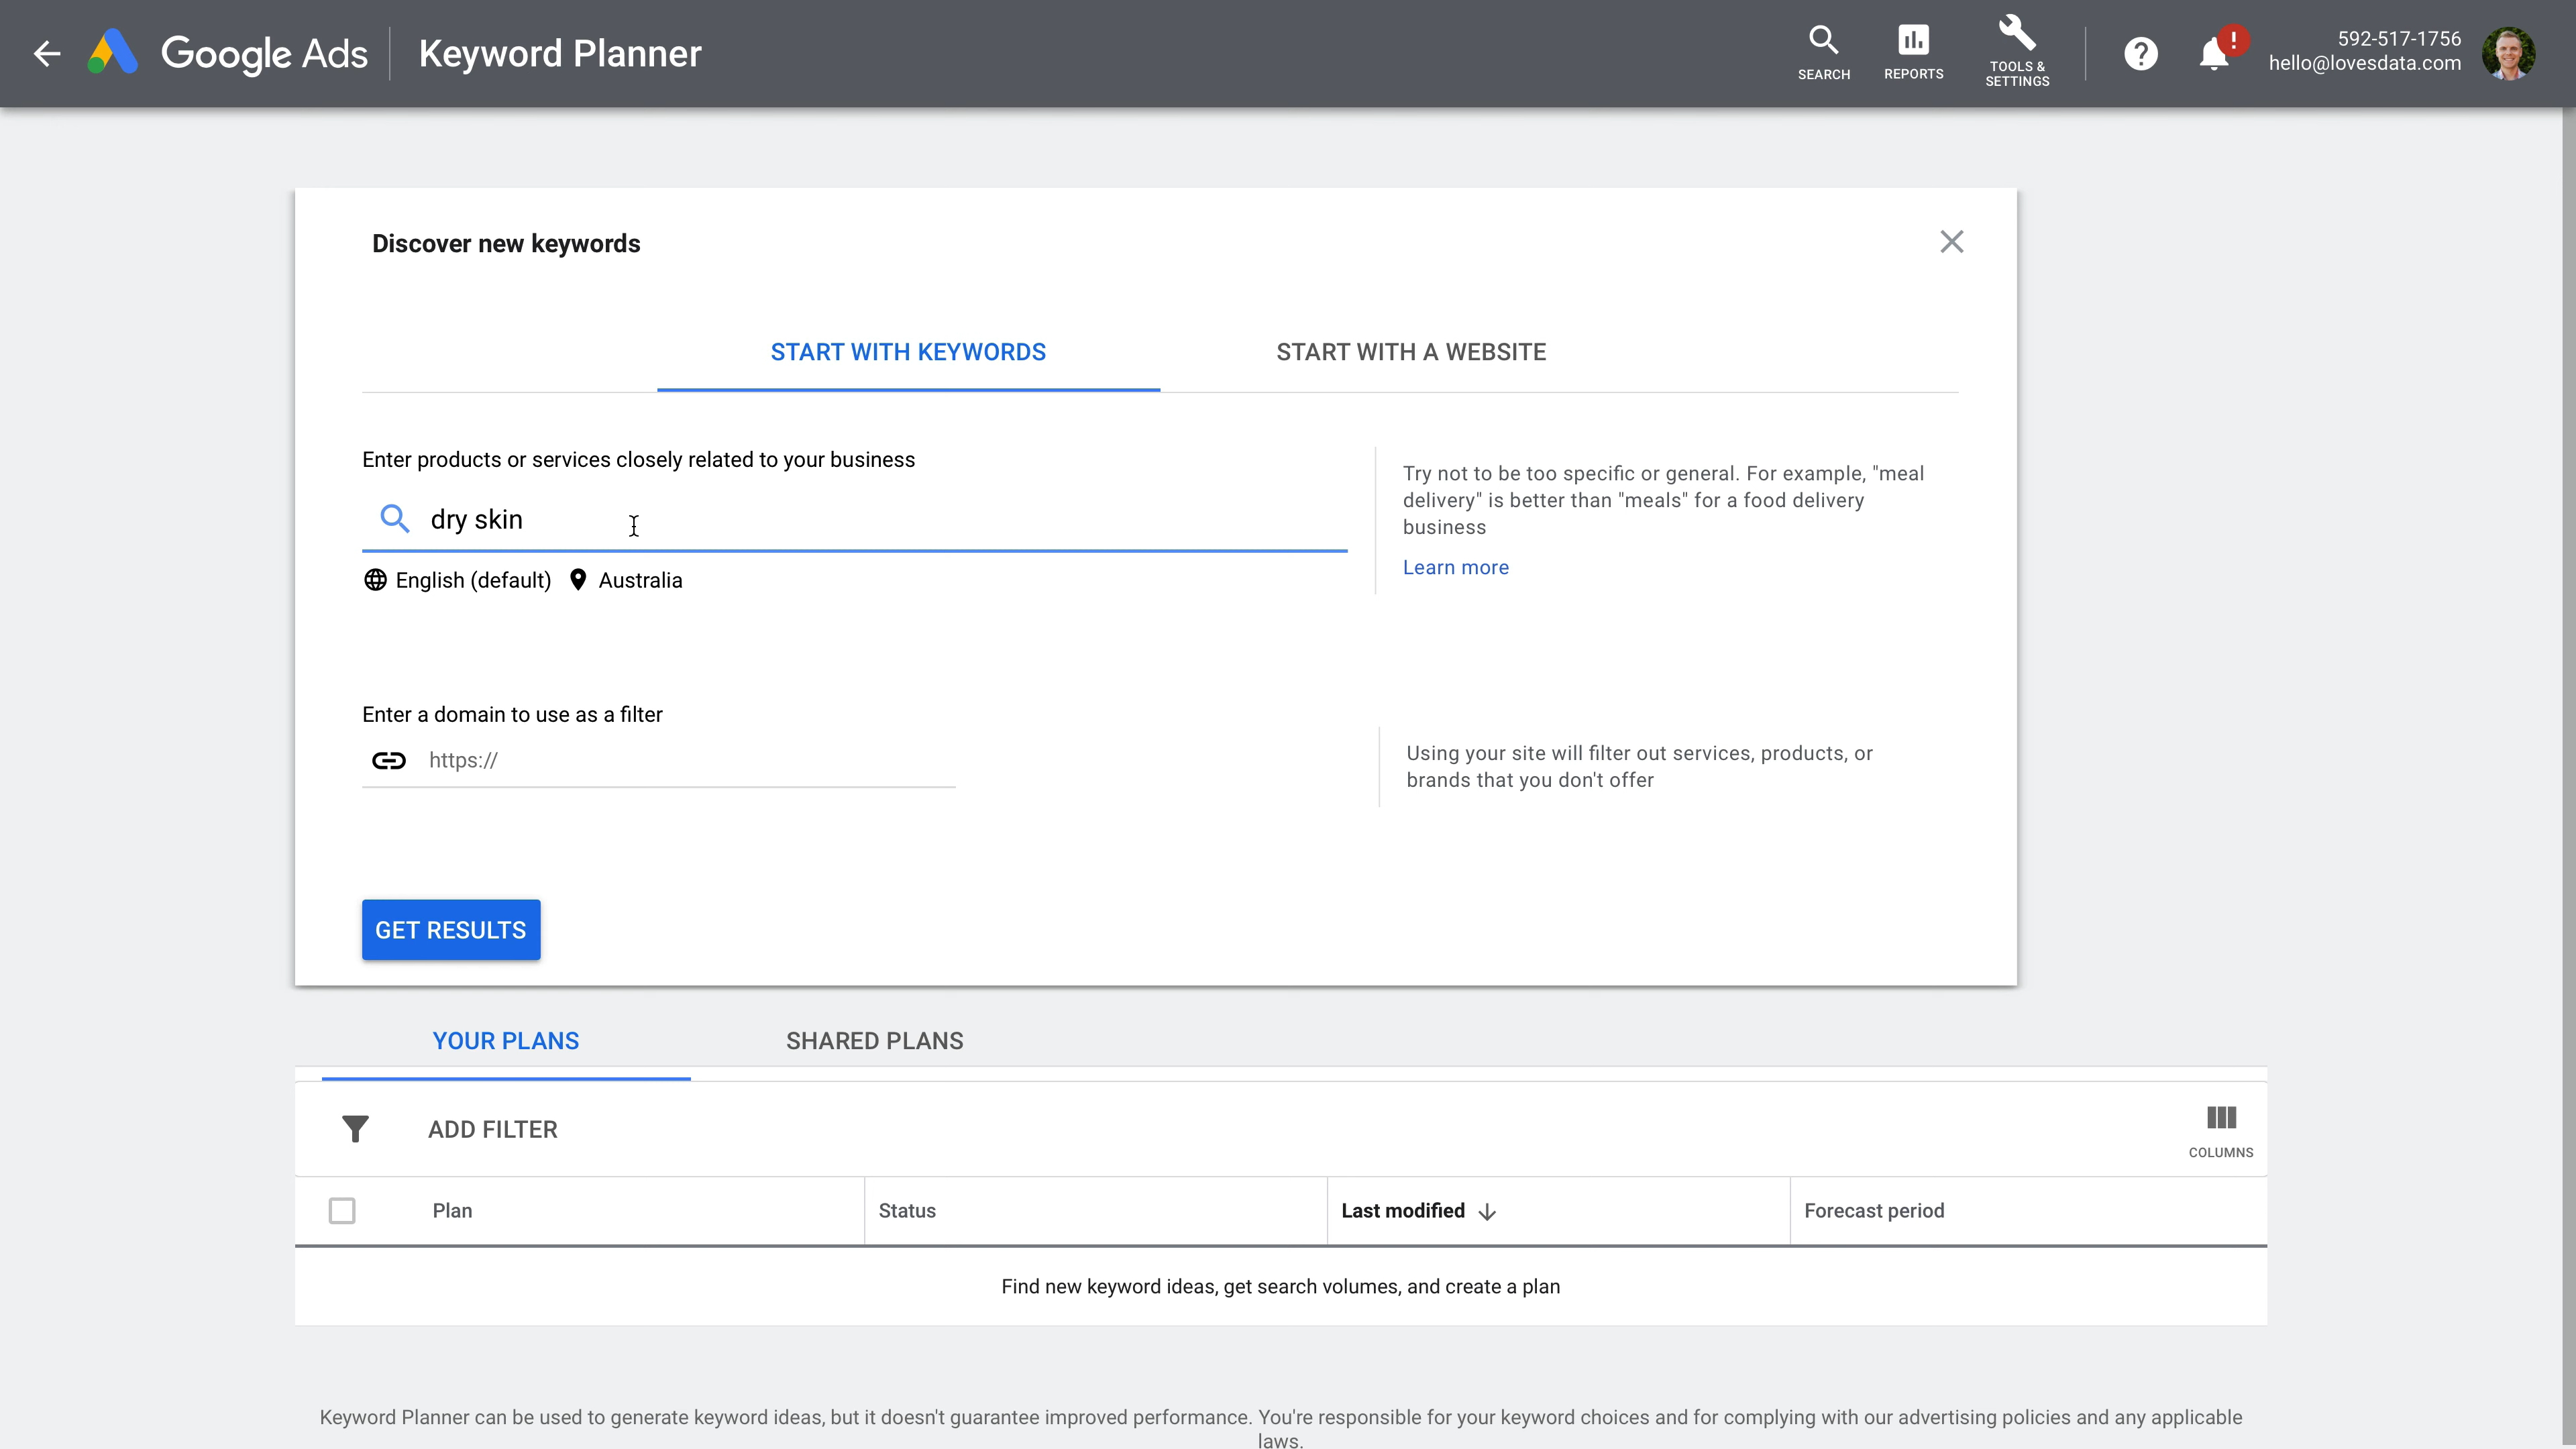 Google Ads
Keyword Planner
SEARCH
REPORTS
TOOLS &
SETTINGS
?
!
592-517-1756
hello@lovesdata.com
Discover new keywords
START WITH KEYWORDS
START WITH A WEBSITE
Enter products or services closely related to your business
dry skin
English (default)
Australia
Try not to be too specific or general. For example, "meal
delivery" is better than "meals" for a food delivery
business
Learn more
Enter a domain to use as a filter
https://
Using your site will filter out services, products, or
brands that you don't offer
GET RESULTS
YOUR PLANS
SHARED PLANS
ADD FILTER
COLUMNS
Plan
Status
Last modified
Forecast period
Find new keyword ideas, get search volumes, and create a plan
Keyword Planner can be used to generate keyword ideas, but it doesn't guarantee improved performance. You're responsible for your keyword choices and for complying with our advertising policies and any applicable
laws.